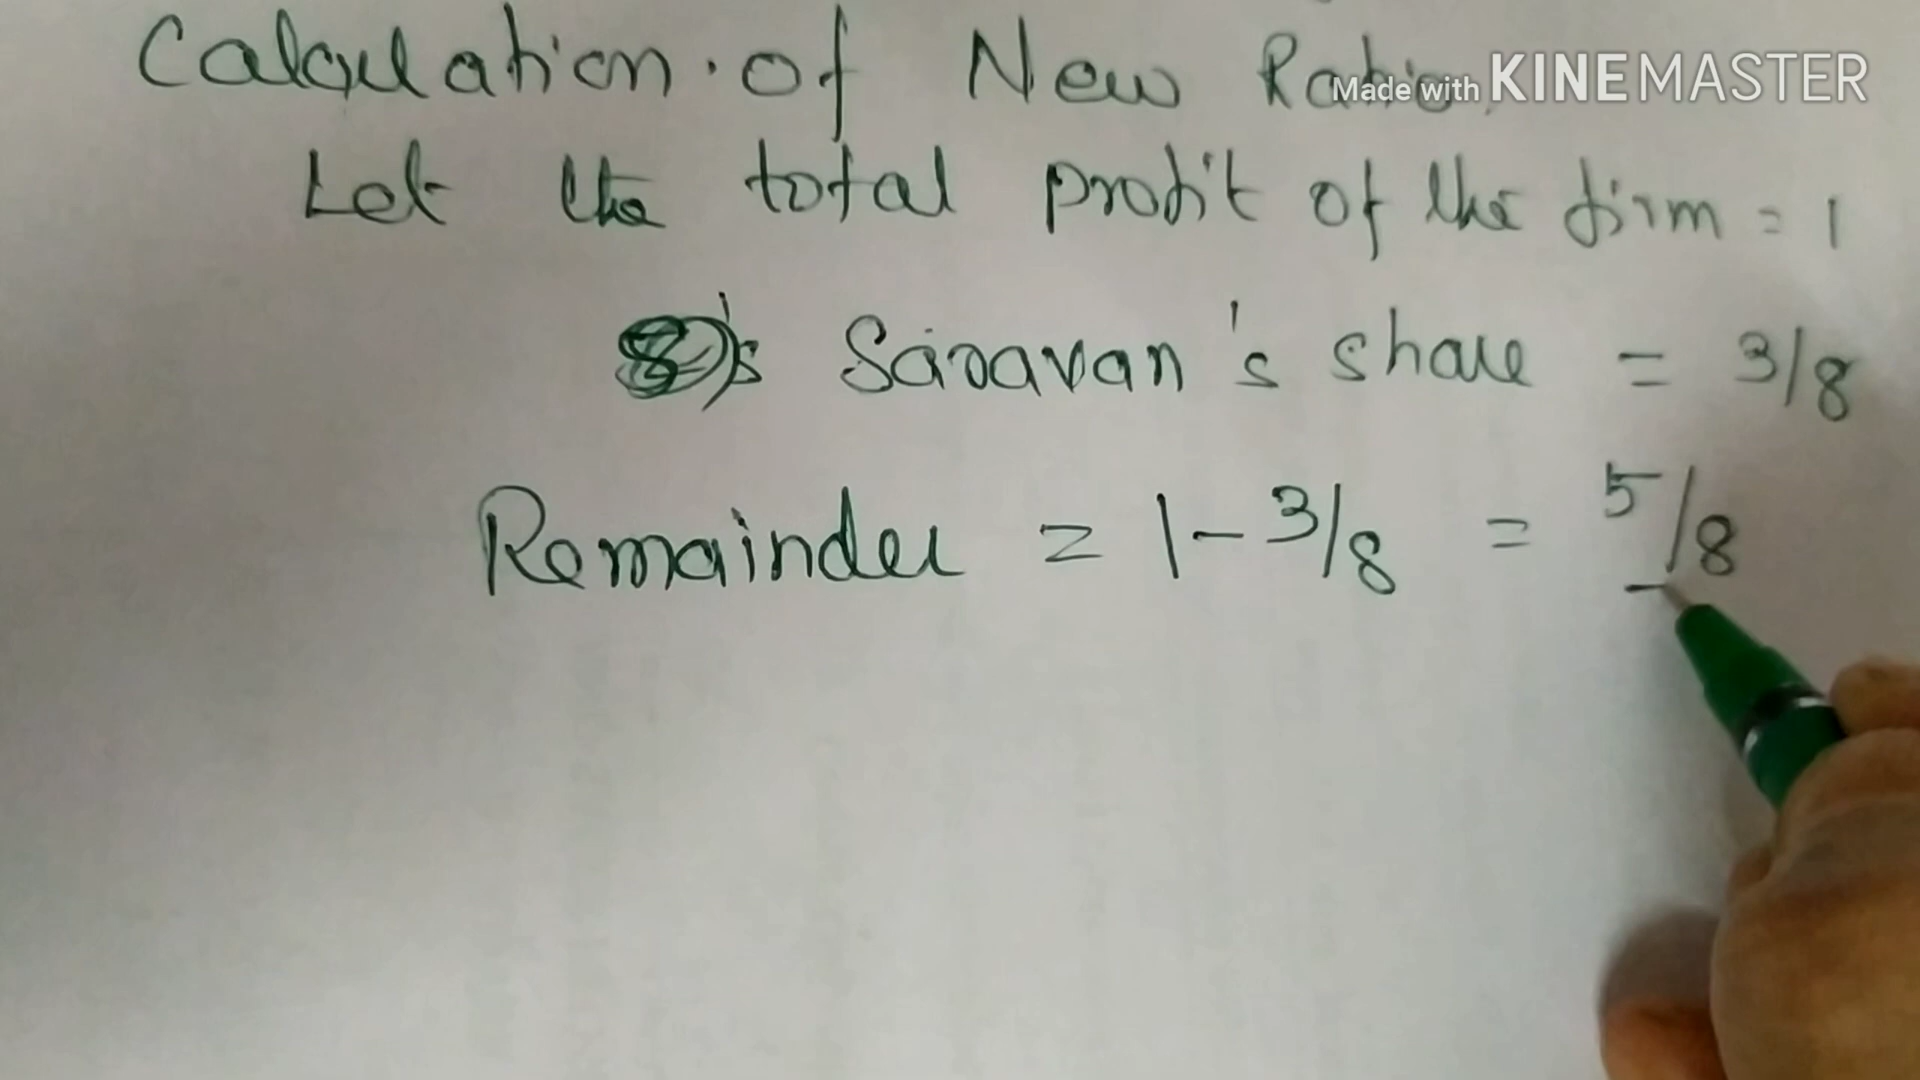 Calculation of New Ratio
Made with KINEMASTER
Let the total profit of the firm = 1
's Saravan's share = 3/8
Remainder = 1 - 3/8 = 5/8